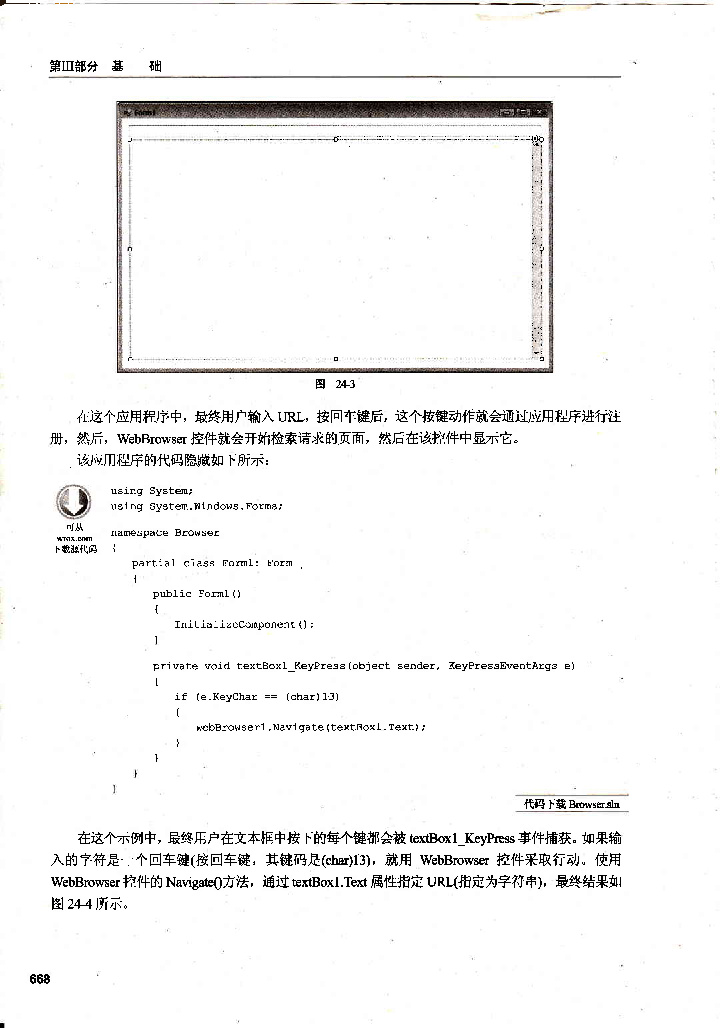 第III部分 基 础
Form1
图 24-3
在这个应用程序中，最终用户输入 URL，按回车键后，这个按键动作就会通过应用程序进行注
册，然后，WebBrowser 控件就会开始检索请求的页面，然后在该控件中显示它。
该应用程序的代码隐藏如下所示：
可从
wrox.com
下载源代码
using System;
using System.Windows.Forms;
namespace Browser
{
partial class Form1: Form
{
public Form1()
{
InitializeComponent();
}
private void textBox1_KeyPress(object sender, KeyPressEventArgs e)
{
if (e.KeyChar == (char)13)
{
webBrowser1.Navigate(textBox1.Text);
}
}
}
}
代码下载 Browser.sln
在这个示例中，最终用户在文本框中按下的每个键都会被 textBox1_KeyPress 事件捕获。如果输
入的字符是一个回车键(按回车键，其键码是(char)13)，就用 WebBrowser 控件采取行动。使用
WebBrowser 控件的 Navigate()方法，通过 textBox1.Text 属性指定 URL(指定为字符串)，最终结果如
图 24-4 所示。
668